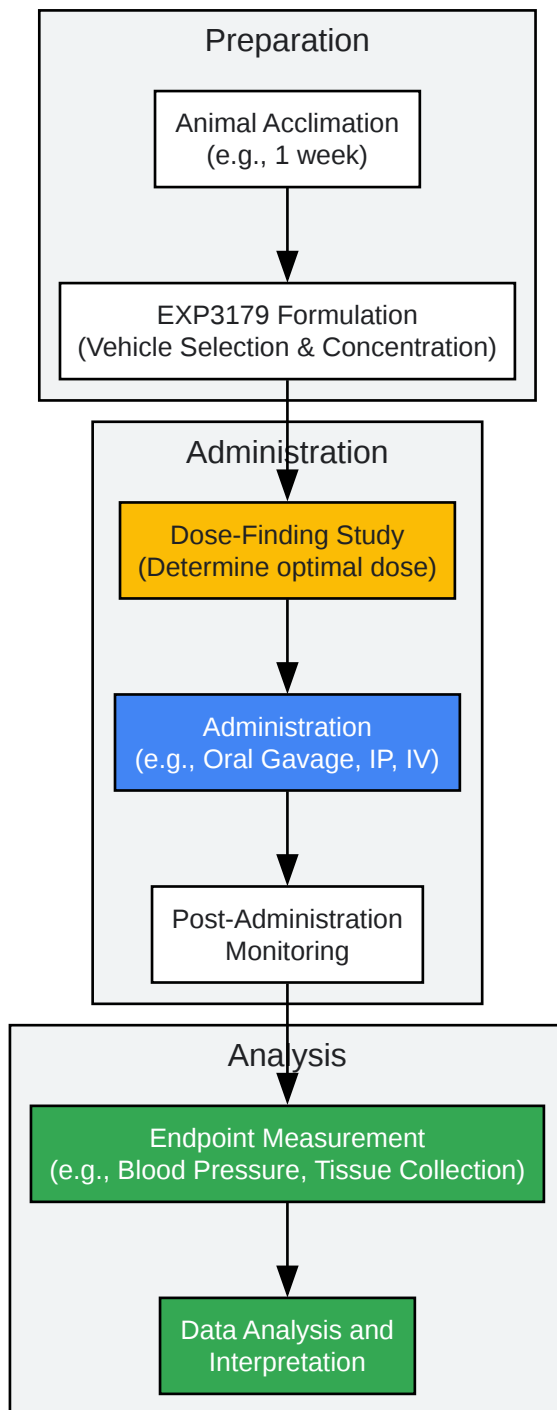 Preparation
Animal Acclimation
(e.g., 1 week)
EXP3179 Formulation
(Vehicle Selection & Concentration)
Administration
Dose-Finding Study
(Determine optimal dose)
Administration
(e.g., Oral Gavage, IP, IV)
Post-Administration
Monitoring
Analysis
Endpoint Measurement
(e.g., Blood Pressure, Tissue Collection)
Data Analysis and
Interpretation